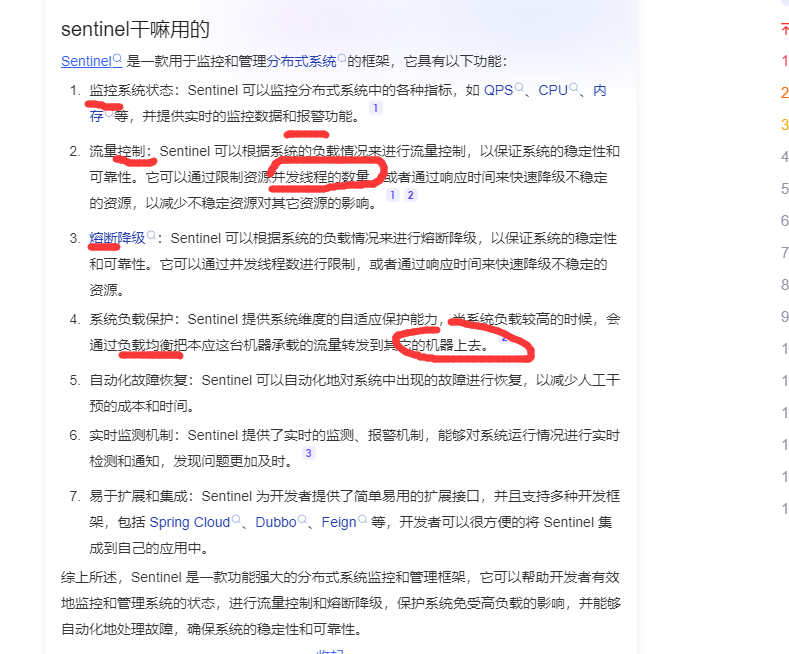 sentinel干嘛用的
Sentinel 是一款用于监控和管理分布式系统的框架，它具有以下功能：
1. 监控系统状态：Sentinel 可以监控分布式系统中的各种指标，如 QPS、CPU、内
存等，并提供实时的监控数据和报警功能。 1
2. 流量控制：Sentinel 可以根据系统的负载情况来进行流量控制，以保证系统的稳定性和
可靠性。它可以通过限制资源并发线程的数量，或者通过响应时间来快速降级不稳定
的资源，以减少不稳定资源对其它资源的影响。 1 2
3. 熔断降级：Sentinel 可以根据系统的负载情况来进行熔断降级，以保证系统的稳定性
和可靠性。它可以通过并发线程数进行限制，或者通过响应时间来快速降级不稳定的
资源。
4. 系统负载保护：Sentinel 提供系统维度的自适应保护能力，当系统负载较高的时候，会
通过负载均衡把本应这台机器承载的流量转发到其它的机器上去。 2
5. 自动化故障恢复：Sentinel 可以自动化地对系统中出现的故障进行恢复，以减少人工干
预的成本和时间。
6. 实时监测机制：Sentinel 提供了实时的监测、报警机制，能够对系统运行情况进行实时
检测和通知，发现问题更加及时。 3
7. 易于扩展和集成：Sentinel 为开发者提供了简单易用的扩展接口，并且支持多种开发框
架，包括 Spring Cloud、Dubbo、Feign 等，开发者可以很方便的将 Sentinel 集
成到自己的应用中。
综上所述，Sentinel 是一款功能强大的分布式系统监控和管理框架，它可以帮助开发者有效
地监控和管理系统的状态，进行流量控制和熔断降级，保护系统免受高负载的影响，并能够
自动化地处理故障，确保系统的稳定性和可靠性。
1
2
3
4
5
6
7
8
9
1
1
1
1
1
1